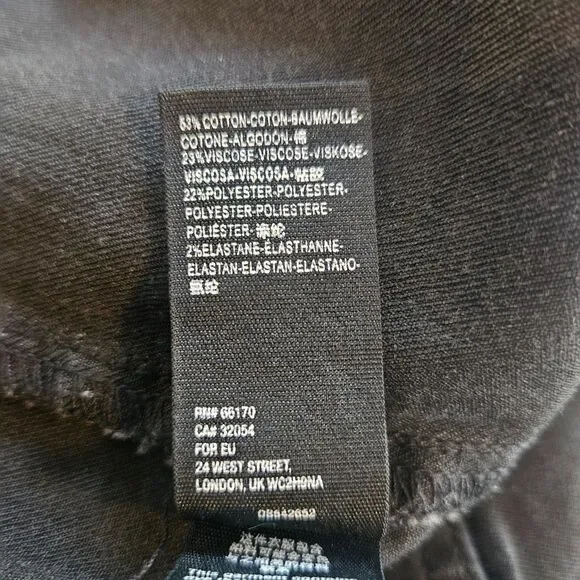 53% COTTON-COTON-BAUMWOLLE-
COTONE-ALGODÓN-棉
23%VISCOSE-VISCOSE-VISKOSE-
VISCOSA-VISCOSA-粘胶
22%POLYESTER-POLYESTER-
POLYESTER-POLIESTERE-
POLIÉSTER-涤纶
2%ELASTANE-ÉLASTHANNE-
ELASTAN-ELASTAN-ELASTANO-
氨纶
RN# 66170
CA# 32054
FOR EU
24 WEST STREET,
LONDON, UK WC2H9NA